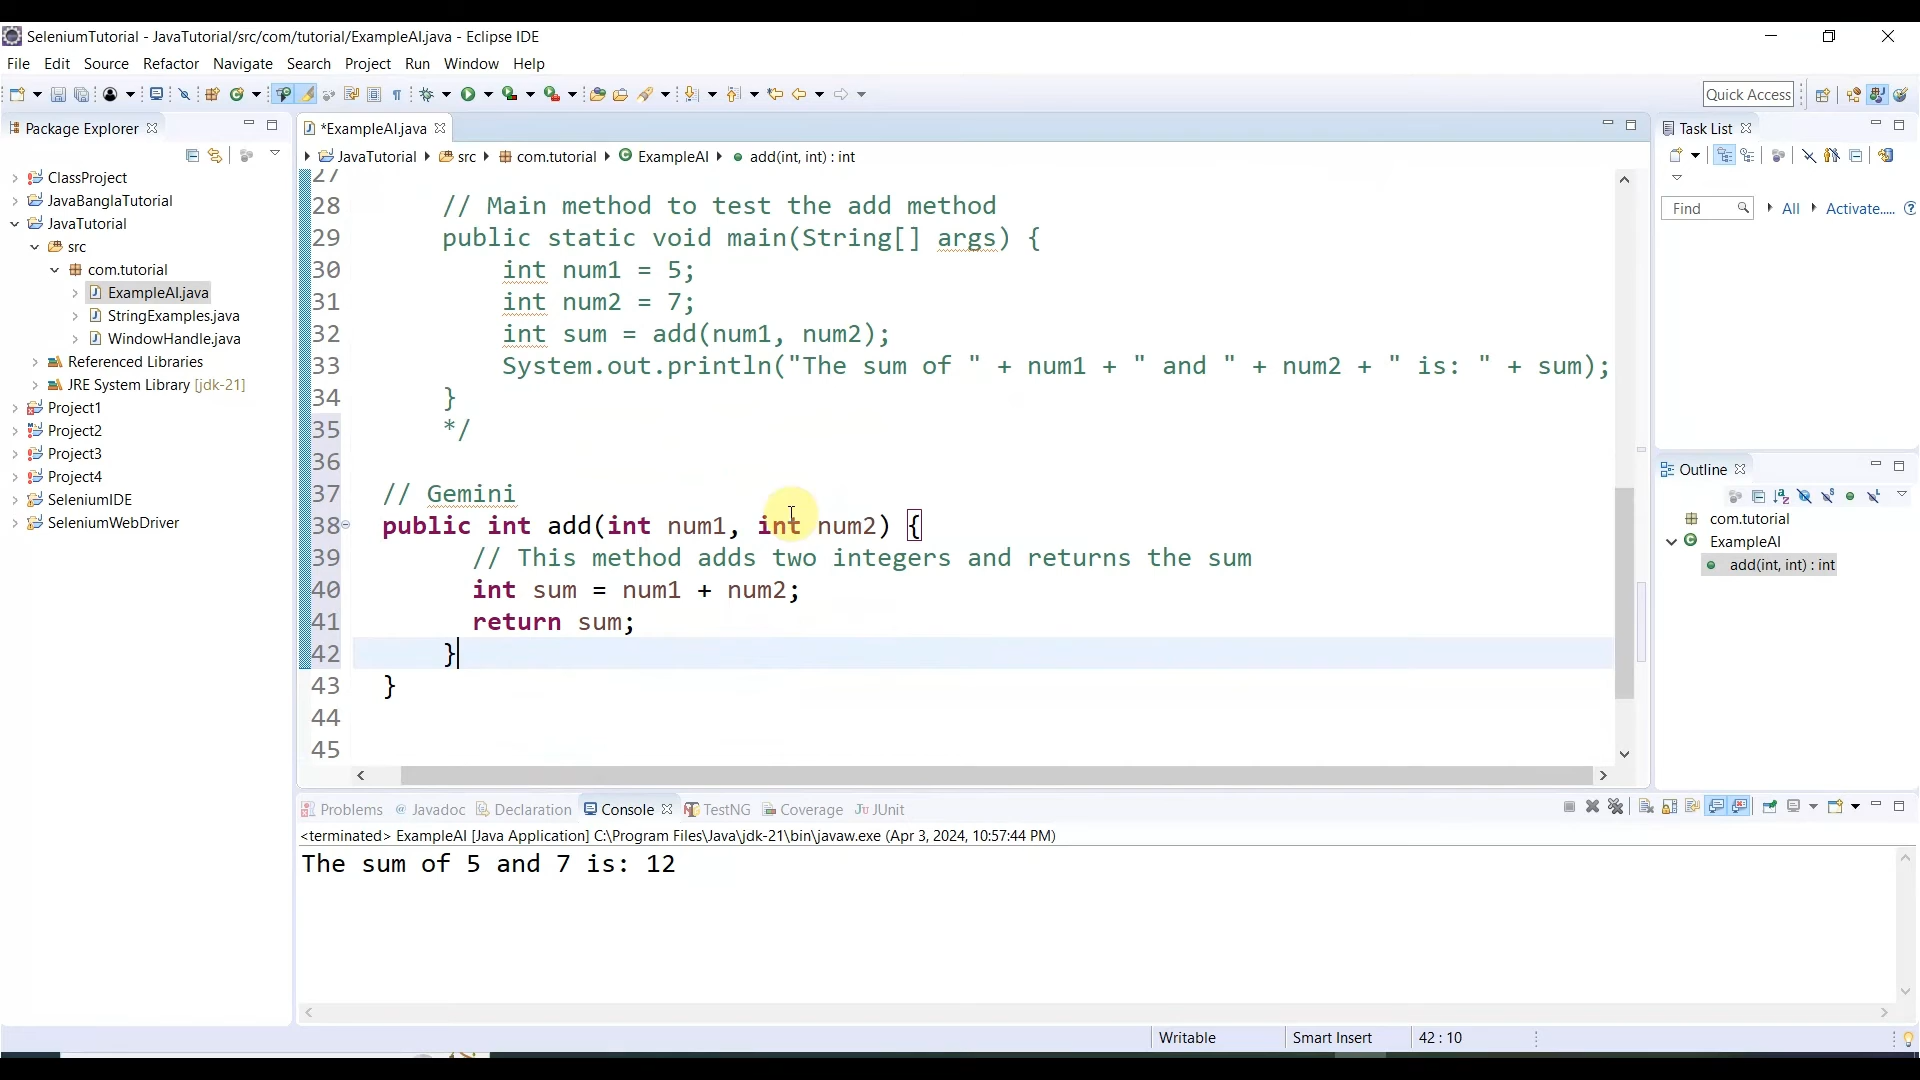 SeleniumTutorial - JavaTutorial/src/com/tutorial/ExampleAI.java - Eclipse IDE
File Edit Source Refactor Navigate Search Project Run Window Help
Quick Access
Package Explorer
ClassProject
JavaBanglaTutorial
JavaTutorial
src
com.tutorial
ExampleAI.java
StringExamples.java
WindowHandle.java
Referenced Libraries
JRE System Library [jdk-21]
Project1
Project2
Project3
Project4
SeleniumIDE
SeleniumWebDriver
*ExampleAI.java
JavaTutorial src com.tutorial ExampleAI add(int, int) : int
27
28 // Main method to test the add method
29 public static void main(String[] args) {
30 int num1 = 5;
31 int num2 = 7;
32 int sum = add(num1, num2);
33 System.out.println("The sum of " + num1 + " and " + num2 + " is: " + sum);
34 }
35 */
36
37 // Gemini
38 public int add(int num1, int num2) {
39 // This method adds two integers and returns the sum
40 int sum = num1 + num2;
41 return sum;
42 }
43 }
44
45
Task List
Find All Activate.....
Outline
com.tutorial
ExampleAI
add(int, int) : int
Problems @ Javadoc Declaration Console TestNG Coverage JUnit
<terminated> ExampleAI [Java Application] C:\Program Files\Java\jdk-21\bin\javaw.exe (Apr 3, 2024, 10:57:44 PM)
The sum of 5 and 7 is: 12
Writable Smart Insert 42 : 10